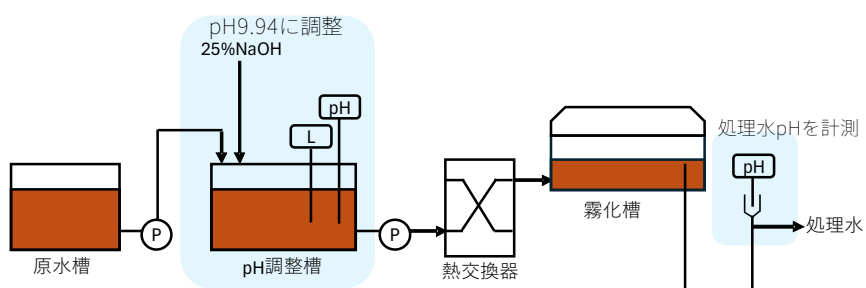 pH9.94に調整
25%NaOH
pH
L
処理水pHを計測
pH
P
P
霧化槽
処理水
原水槽
pH調整槽
熱交換器